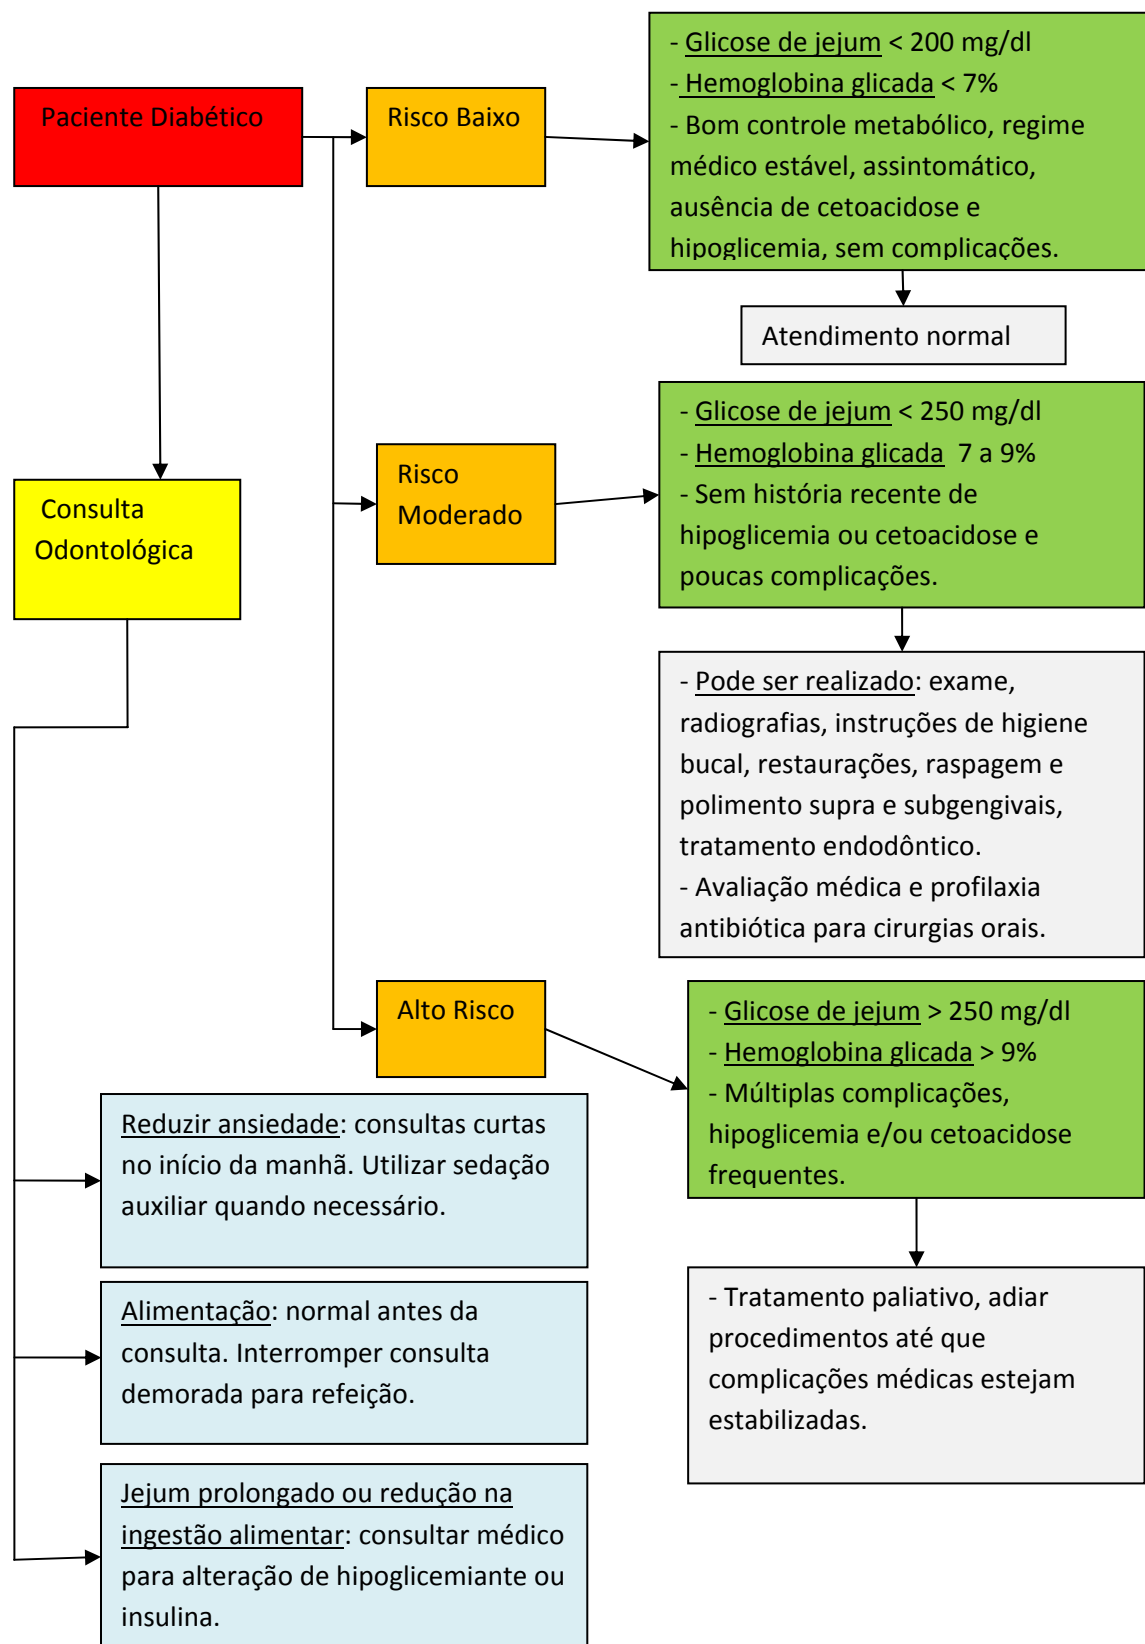 Paciente Diabético
Risco Baixo
- Glicose de jejum < 200 mg/dl
- Hemoglobina glicada < 7%
- Bom controle metabólico, regime
médico estável, assintomático,
ausência de cetoacidose e
hipoglicemia, sem complicações.
Atendimento normal
Risco
Moderado
- Glicose de jejum < 250 mg/dl
- Hemoglobina glicada 7 a 9%
- Sem história recente de
hipoglicemia ou cetoacidose e
poucas complicações.
- Pode ser realizado: exame,
radiografias, instruções de higiene
bucal, restaurações, raspagem e
polimento supra e subgengivais,
tratamento endodôntico.
- Avaliação médica e profilaxia
antibiótica para cirurgias orais.
Alto Risco
- Glicose de jejum > 250 mg/dl
- Hemoglobina glicada > 9%
- Múltiplas complicações,
hipoglicemia e/ou cetoacidose
frequentes.
- Tratamento paliativo, adiar
procedimentos até que
complicações médicas estejam
estabilizadas.
Consulta
Odontológica
Reduzir ansiedade: consultas curtas
no início da manhã. Utilizar sedação
auxiliar quando necessário.
Alimentação: normal antes da
consulta. Interromper consulta
demorada para refeição.
Jejum prolongado ou redução na
ingestão alimentar: consultar médico
para alteração de hipoglicemiante ou
insulina.